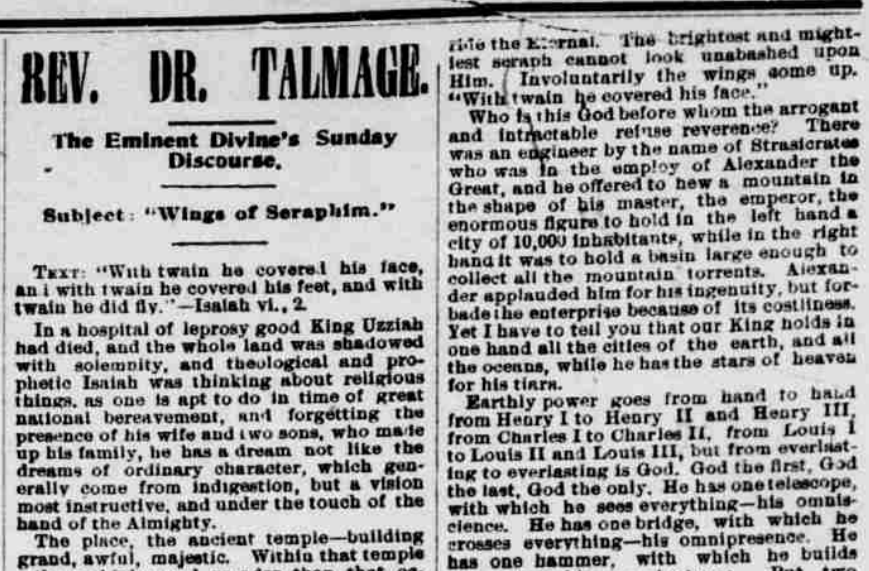 REV. DR. TALMAGE.
The Eminent Divine's Sunday
Discourse.
Subject: "Wings of Seraphim."
TEXT: "With twain he covered his face,
and with twain he covered his feet, and with
twain he did fly."—Isaiah vi., 2.
In a hospital of leprosy good King Uzziah
had died, and the whole land was shadowed
with solemnity, and theological and pro-
phetic Isaiah was thinking about religious
things, as one is apt to do in time of great
national bereavement, and forgetting the
presence of his wife and two sons, who made
up his family, he has a dream not like the
dreams of ordinary character, which gen-
erally come from indigestion, but a vision
most instructive, and under the touch of the
hand of the Almighty.
The place, the ancient temple—building
grand, awful, majestic. Within that temple
the Eternal. The brightest and might-
iest seraph cannot look unabashed upon
Him. Involuntarily the wings come up.
"With twain he covered his face."
Who is this God before whom the arrogant
and intractable refuse reverence? There
was an engineer by the name of Strasicrates
who was in the employ of Alexander the
Great, and he offered to hew a mountain in
the shape of his master, the emperor, the
enormous figure to hold in the left hand a
city of 10,000 inhabitants, while in the right
hand it was to hold a basin large enough to
collect all the mountain torrents. Alexan-
der applauded him for his ingenuity, but for-
bade the enterprise because of its costliness.
Yet I have to tell you that our King holds in
one hand all the cities of the earth, and all
the oceans, while he has the stars of heaven
for his tiara.
Earthly power goes from hand to hand
from Henry I to Henry II and Henry III,
from Charles I to Charles II, from Louis I
to Louis II and Louis III, but from everlast-
ing to everlasting is God. God the first, God
the last, God the only. He has one telescope,
with which he sees everything—his omnis-
cience. He has one bridge, with which he
crosses everything—his omnipresence. He
has one hammer, with which he builds